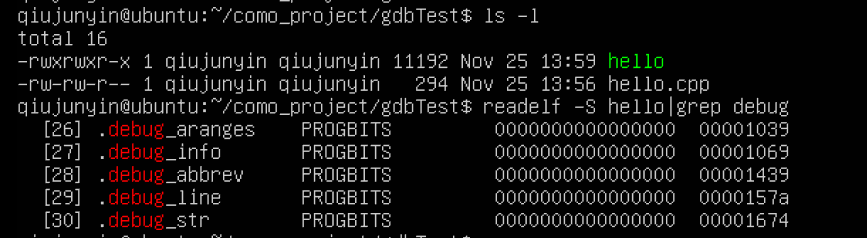 qiujunyin@ubuntu:~/como_project/gdbTest$ ls -l
total 16
-rwxrwxr-x 1 qiujunyin qiujunyin 11192 Nov 25 13:59 hello
-rw-rw-r-- 1 qiujunyin qiujunyin   294 Nov 25 13:56 hello.cpp
qiujunyin@ubuntu:~/como_project/gdbTest$ readelf -S hello|grep debug
  [26] .debug_aranges    PROGBITS         0000000000000000  00001039
  [27] .debug_info       PROGBITS         0000000000000000  00001069
  [28] .debug_abbrev     PROGBITS         0000000000000000  00001439
  [29] .debug_line       PROGBITS         0000000000000000  0000157a
  [30] .debug_str        PROGBITS         0000000000000000  00001674